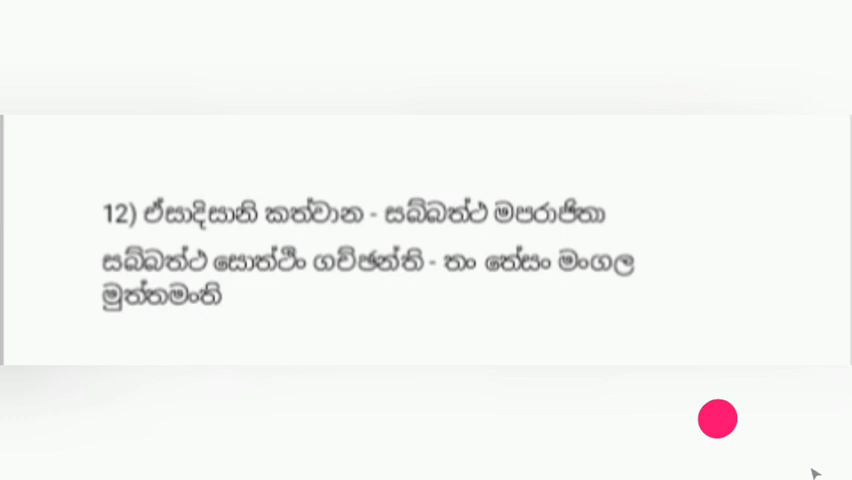 12) ඒසාදිසානි කත්වාන - සබ්බත්ථ මපරාජිතා
සබ්බත්ථ සොත්ථිං ගච්ඡන්ති - තං තේසං මංගල
මුත්තමංති